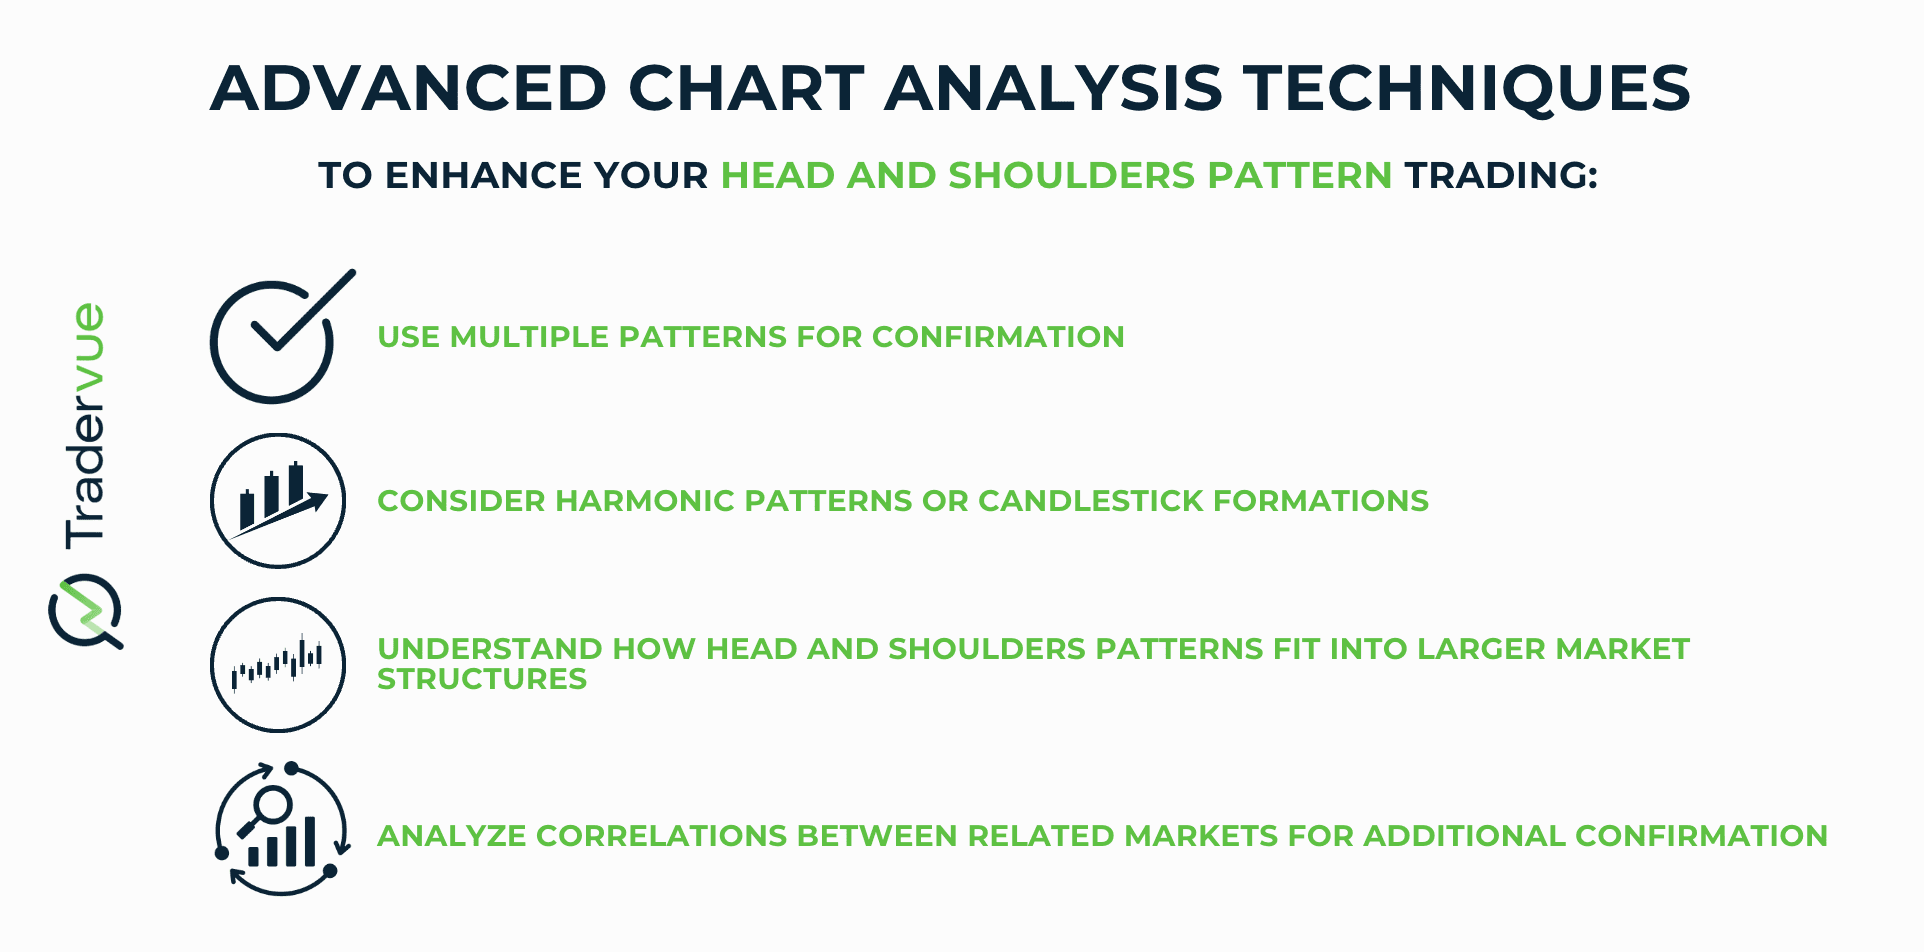 ADVANCED CHART ANALYSIS TECHNIQUES
TO ENHANCE YOUR HEAD AND SHOULDERS PATTERN TRADING:
Tradervue
USE MULTIPLE PATTERNS FOR CONFIRMATION
CONSIDER HARMONIC PATTERNS OR CANDLESTICK FORMATIONS
UNDERSTAND HOW HEAD AND SHOULDERS PATTERNS FIT INTO LARGER MARKET
STRUCTURES
ANALYZE CORRELATIONS BETWEEN RELATED MARKETS FOR ADDITIONAL CONFIRMATION